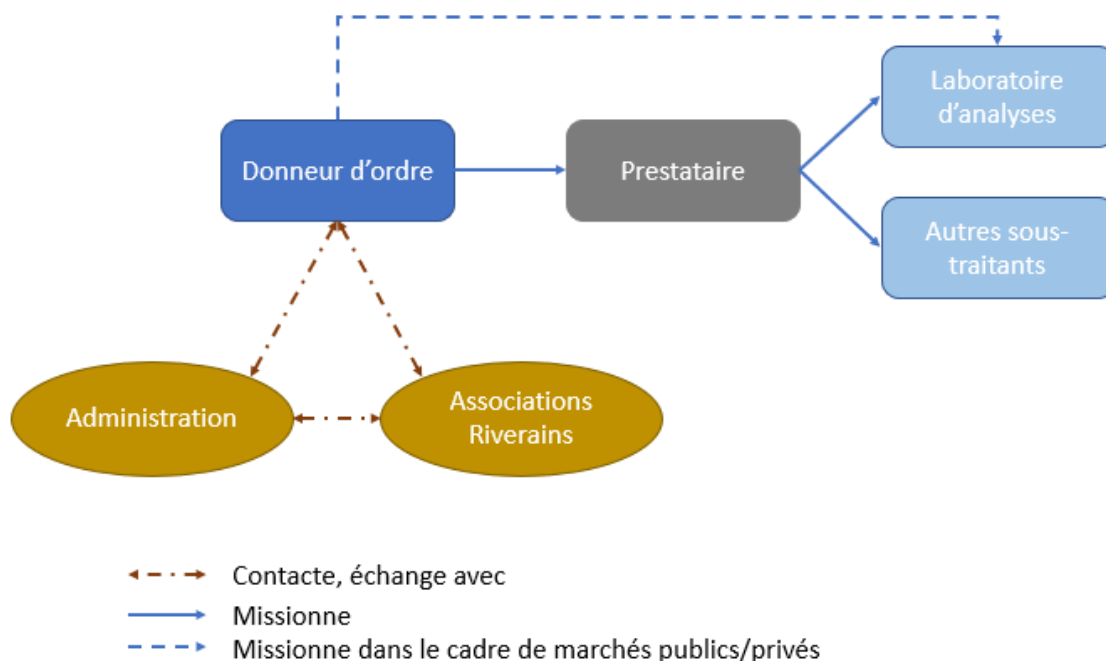 Laboratoire
d’analyses
Donneur d’ordre
Prestataire
Autres sous-
traitants
Administration
Associations
Riverains
Contacte, échange avec
Missionne
Missionne dans le cadre de marchés publics/privés